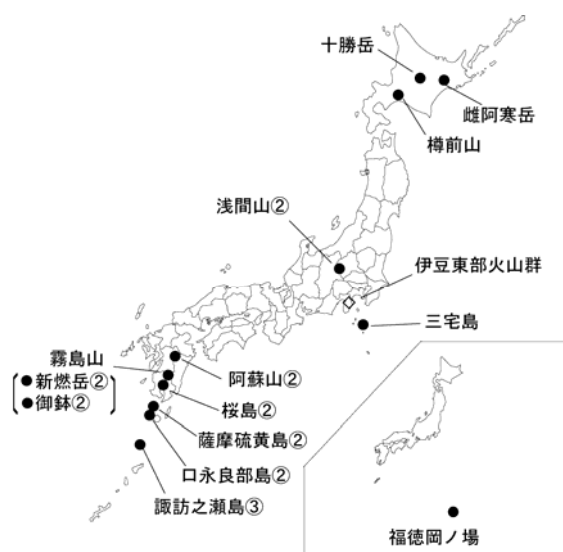 十勝岳
雌阿寒岳
樽前山
浅間山②
伊豆東部火山群
三宅島
霧島山
新燃岳②
御鉢②
阿蘇山②
桜島②
薩摩硫黄島②
口永良部島②
諏訪之瀬島③
福徳岡ノ場